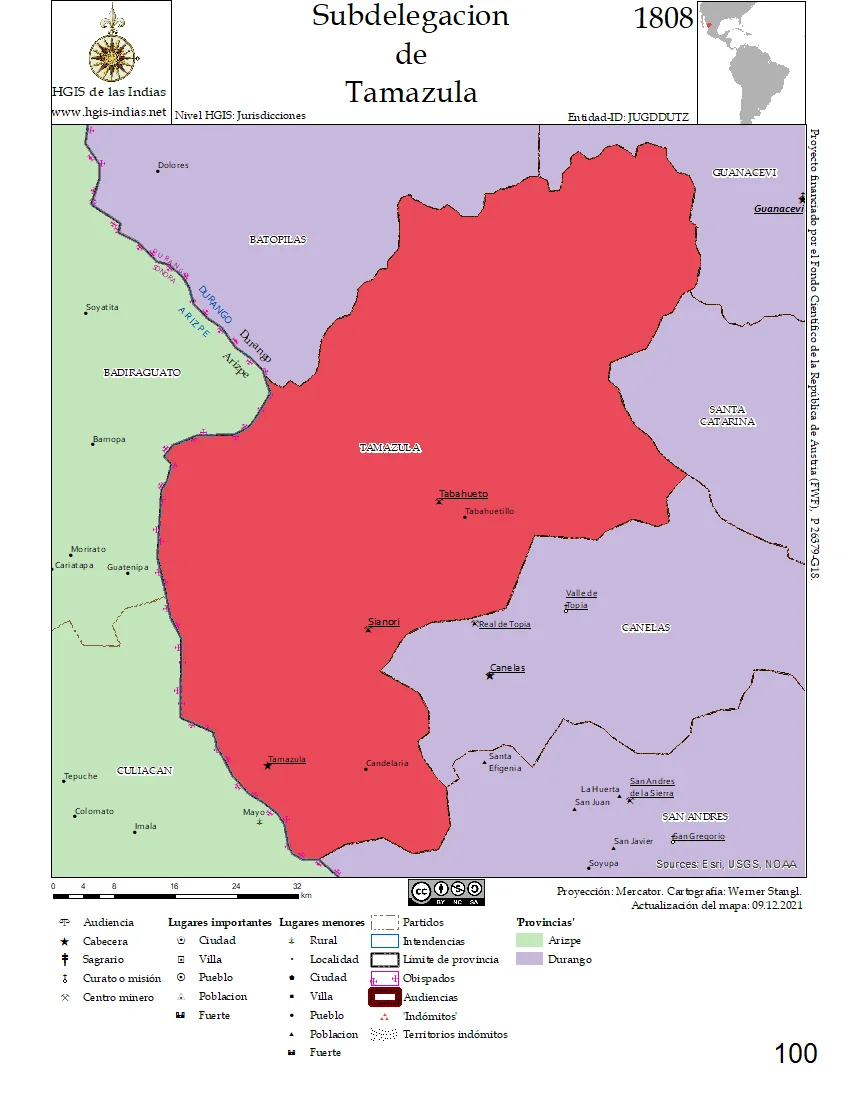 Subdelegacion
de
Tamazula
1808
HGIS de las Indias
www.hgis-indias.net
Nivel HGIS: Jurisdicciones
Entidad-ID: JUGDDUTZ
Proyecto financiado por el Fondo Científico de la República de Austria (FWF), P 26379-G18.
Dolores
GUANACEVI
Guanacevi
BATOPILAS
DURANGO
SONORA
DURANGO
ARIZPE
Durango
Arizpe
Soyatita
BADIRAGUATO
SANTA
CATARINA
Bamopa
TAMAZULA
Tabahueto
Tabahuetillo
Morirato
Cariatapa
Guatenipa
Valle de
Topia
Sianori
Real de Topia
CANELAS
Canelas
Tamazula
Candelaria
Santa
Efigenia
CULIACAN
Tepuche
La Huerta
San Andres
de la Sierra
San Juan
Colomato
Mayo
SAN ANDRES
Imala
San Gregorio
San Javier
Soyupa
Sources: Esri, USGS, NOAA
0 4 8 16 24 32
km
cc
BY NC SA
Proyección: Mercator. Cartografía: Werner Stangl.
Actualización del mapa: 09.12.2021
Audiencia
Cabecera
Sagrario
Curato o misión
Centro minero
Lugares importantes
Ciudad
Villa
Pueblo
Poblacion
Fuerte
Lugares menores
Rural
Localidad
Ciudad
Villa
Pueblo
Poblacion
Fuerte
Partidos
Intendencias
Límite de provincia
Obispados
Audiencias
'Indómitos'
Territorios indómitos
'Provincias'
Arizpe
Durango
100